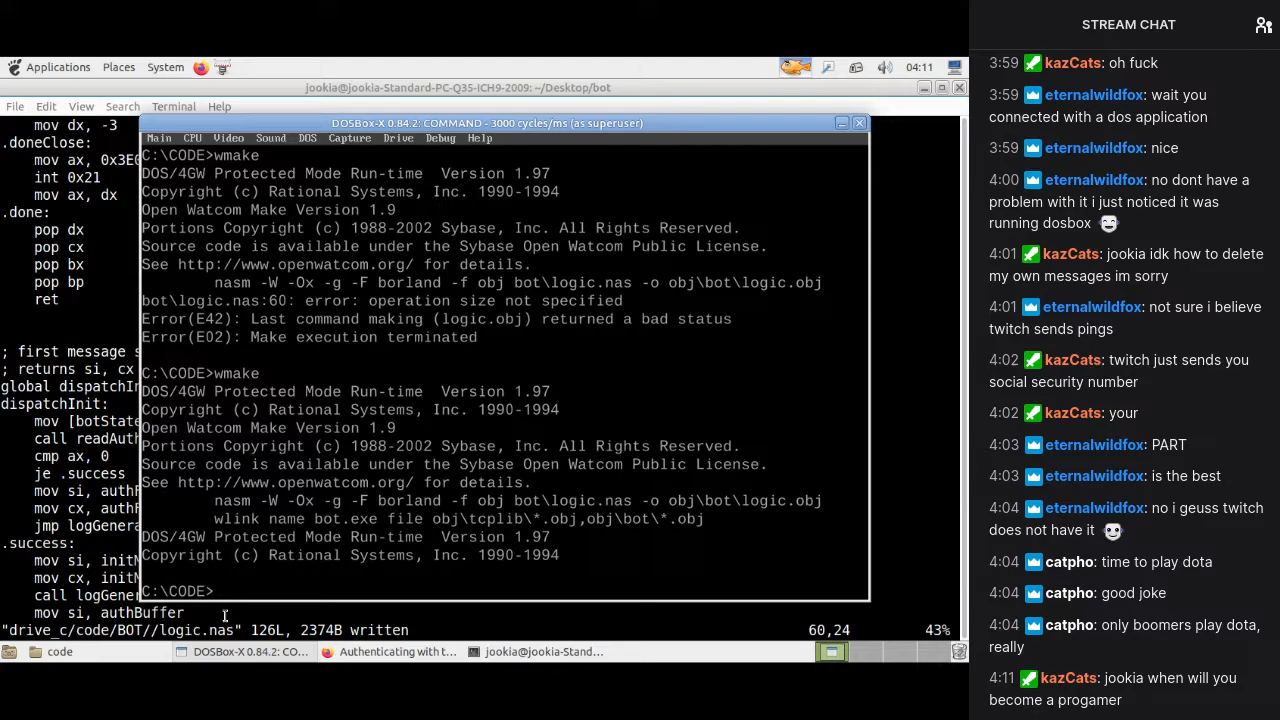 Applications Places System 04:11
jookia@jookia-Standard-PC-Q35-ICH9-2009: ~/Desktop/bot
File Edit View Search Terminal Help
mov dx, -3
.doneClose:
mov ax, 0x3E0
int 0x21
mov ax, dx
.done:
pop dx
pop cx
pop bx
pop bp
ret
; first message s
; returns si, cx
global dispatchIn
dispatchInit:
mov [botState
call readAuth
cmp ax, 0
je .success
mov si, authF
mov cx, authF
jmp logGenera
.success:
mov si, initM
mov cx, initM
call logGener
mov si, authBuffer
"drive_c/code/BOT//logic.nas" 126L, 2374B written 60,24 43%
DOSBox-X 0.84.2: COMMAND - 3000 cycles/ms (as superuser)
Main CPU Video Sound DOS Capture Drive Debug Help
C:\CODE>wmake
DOS/4GW Protected Mode Run-time Version 1.97
Copyright (c) Rational Systems, Inc. 1990-1994
Open Watcom Make Version 1.9
Portions Copyright (c) 1988-2002 Sybase, Inc. All Rights Reserved.
Source code is available under the Sybase Open Watcom Public License.
See http://www.openwatcom.org/ for details.
nasm -W -Ox -g -F borland -f obj bot\logic.nas -o obj\bot\logic.obj
bot\logic.nas:60: error: operation size not specified
Error(E42): Last command making (logic.obj) returned a bad status
Error(E02): Make execution terminated
C:\CODE>wmake
DOS/4GW Protected Mode Run-time Version 1.97
Copyright (c) Rational Systems, Inc. 1990-1994
Open Watcom Make Version 1.9
Portions Copyright (c) 1988-2002 Sybase, Inc. All Rights Reserved.
Source code is available under the Sybase Open Watcom Public License.
See http://www.openwatcom.org/ for details.
nasm -W -Ox -g -F borland -f obj bot\logic.nas -o obj\bot\logic.obj
wlink name bot.exe file obj\tcplib\*.obj,obj\bot\*.obj
DOS/4GW Protected Mode Run-time Version 1.97
Copyright (c) Rational Systems, Inc. 1990-1994
C:\CODE>
code DOSBox-X 0.84.2: CO... Authenticating with t... jookia@jookia-Stand...
STREAM CHAT
3:59 kazCats: oh fuck
3:59 eternalwildfox: wait you
connected with a dos application
3:59 eternalwildfox: nice
4:00 eternalwildfox: no dont have a
problem with it i just noticed it was
running dosbox
4:01 kazCats: jookia idk how to delete
my own messages im sorry
4:01 eternalwildfox: not sure i believe
twitch sends pings
4:02 kazCats: twitch just sends you
social security number
4:02 kazCats: your
4:03 eternalwildfox: PART
4:03 eternalwildfox: is the best
4:04 eternalwildfox: no i geuss twitch
does not have it
4:04 catpho: time to play dota
4:04 catpho: good joke
4:04 catpho: only boomers play dota,
really
4:11 kazCats: jookia when will you
become a progamer